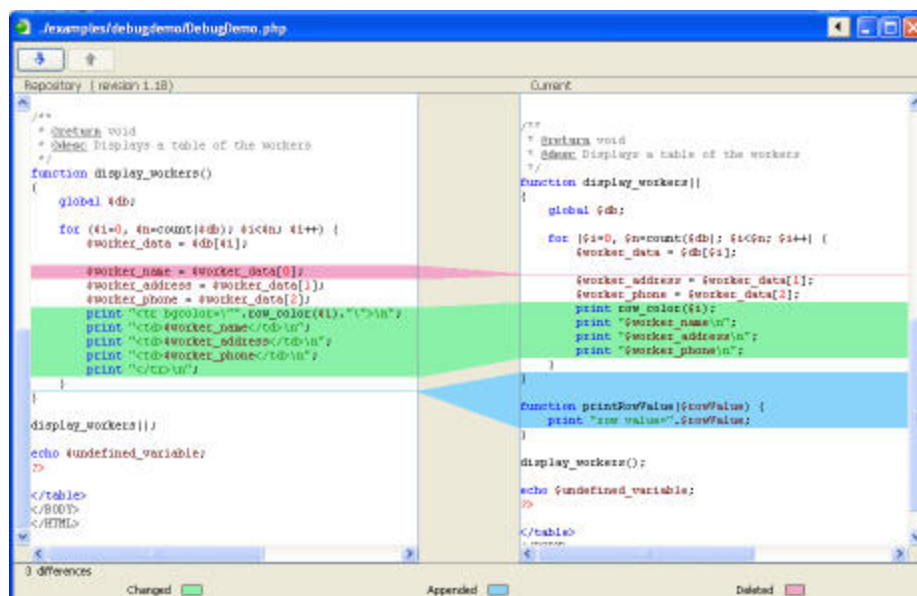 ./examples/debugdemo/DebugDemo.php
Repository ( revision 1.18)
/**
* @return void
* @desc Displays a table of the workers
*/
function display_workers()
{
global $db;
for ($i=0, $n=count($db); $i<$n; $i++) {
$worker_data = $db[$i];
$worker_name = $worker_data[0];
$worker_address = $worker_data[1];
$worker_phone = $worker_data[2];
print "<tr bgcolor=\"".row_color($i)."\">\n";
print "<td>$worker_name</td>\n";
print "<td>$worker_address</td>\n";
print "<td>$worker_phone</td>\n";
print "</tr>\n";
}
}
display_workers();
echo $undefined_variable;
?>
</table>
</BODY>
</HTML>
Current
/**
* @return void
* @desc Displays a table of the workers
*/
function display_workers()
{
global $db;
for ($i=0, $n=count($db); $i<$n; $i++) {
$worker_data = $db[$i];
$worker_address = $worker_data[1];
$worker_phone = $worker_data[2];
print row_color($i);
print "$worker_name\n";
print "$worker_address\n";
print "$worker_phone\n";
}
}
function printRowValue($rowValue) {
print "row value=".$rowValue;
}
display_workers();
echo $undefined_variable;
?>
</table>
3 differences
Changed
Appended
Deleted